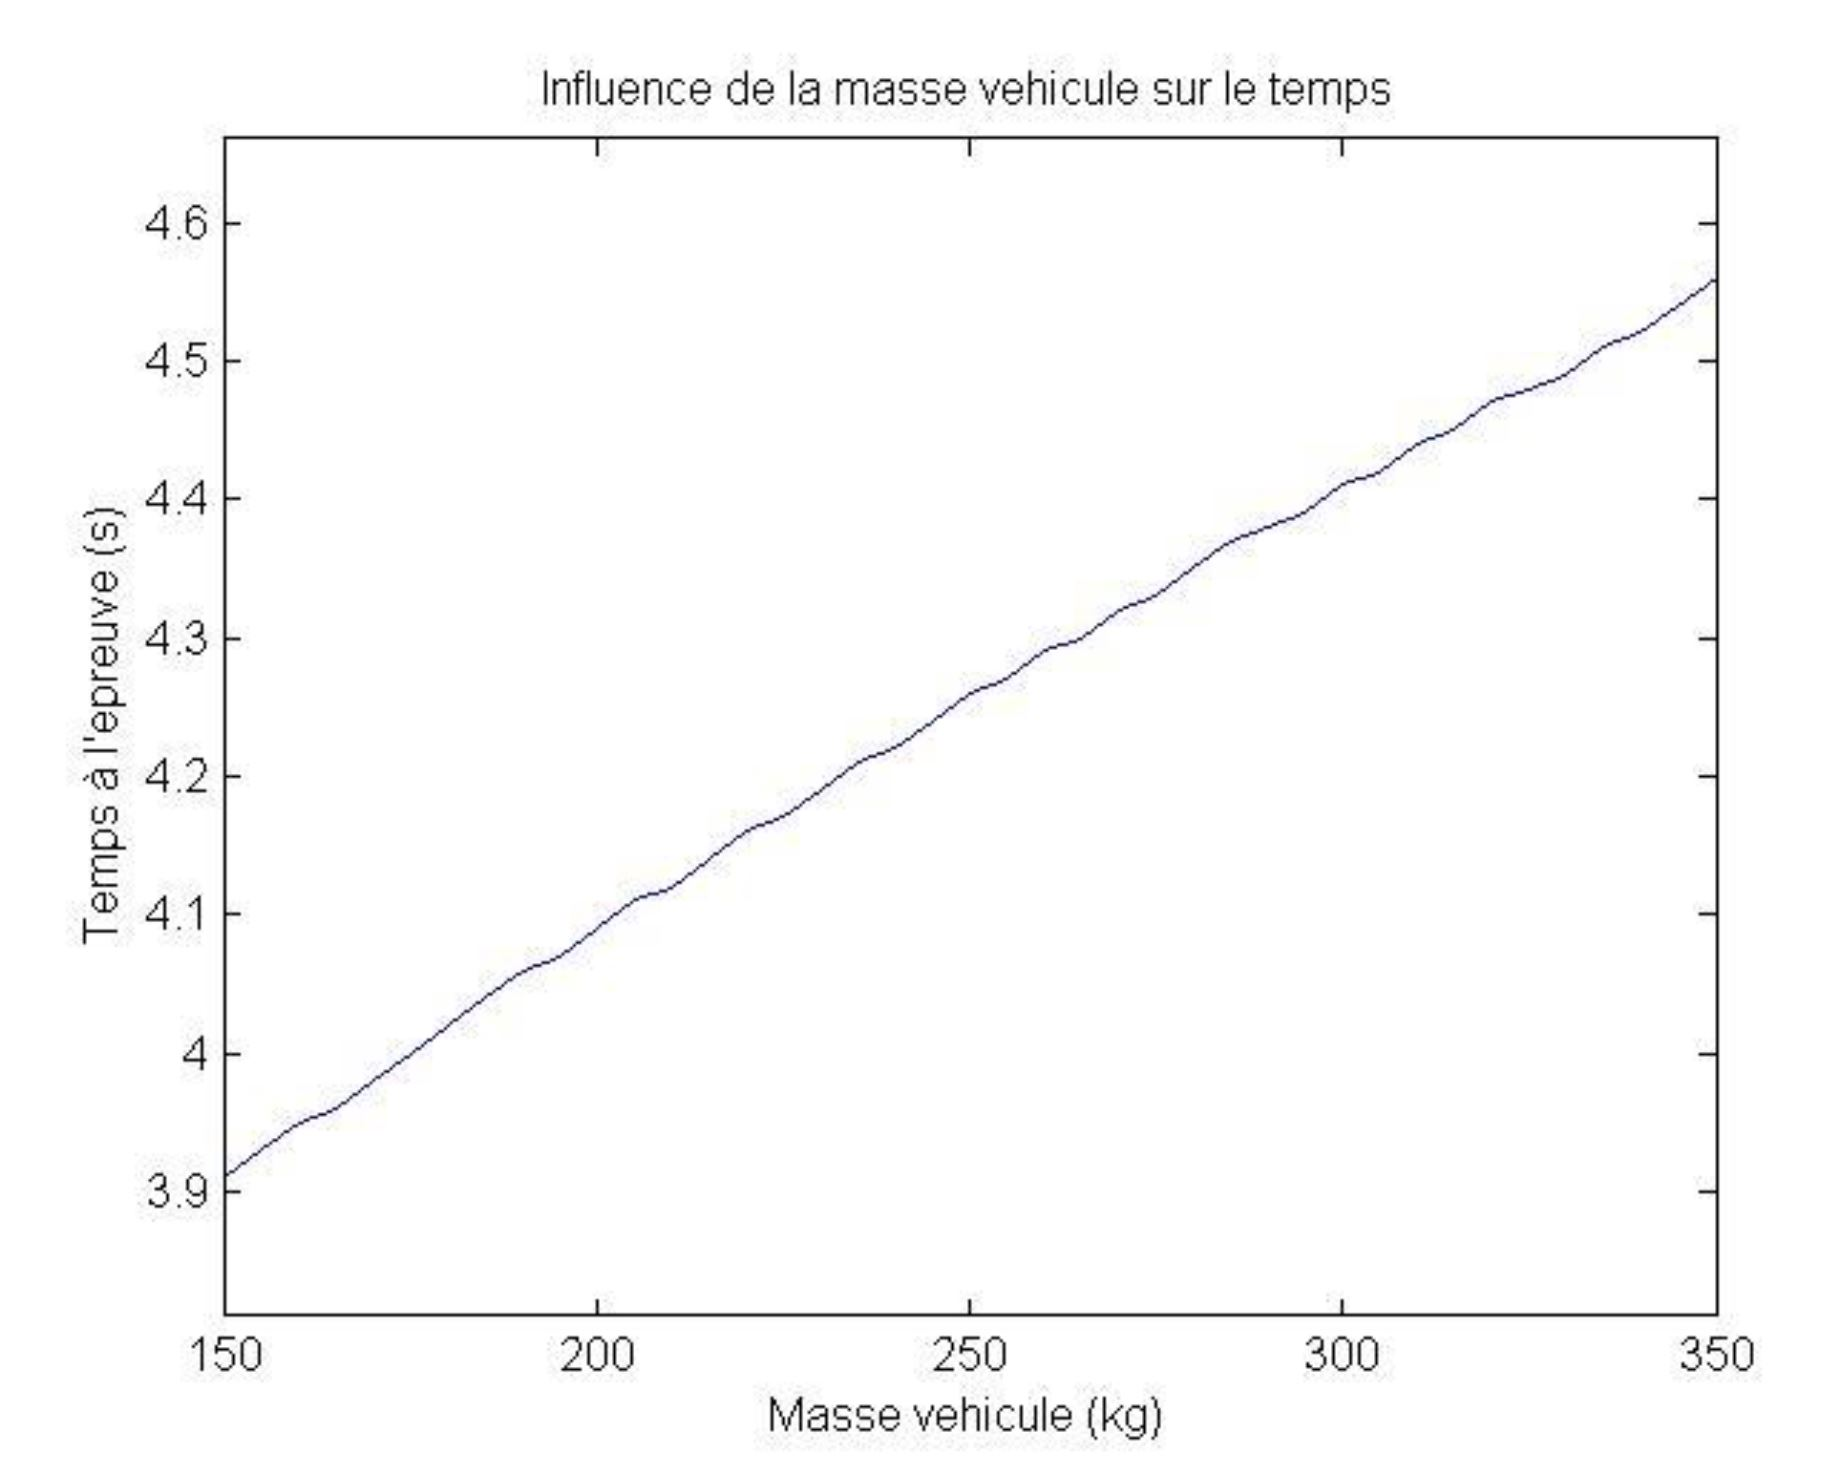 Influence de la masse vehicule sur le temps
4.6
4.5
4.4
4.3
4.2
4.1
4
3.9
Temps à l'epreuve (s)
150 200 250 300 350
Masse vehicule (kg)